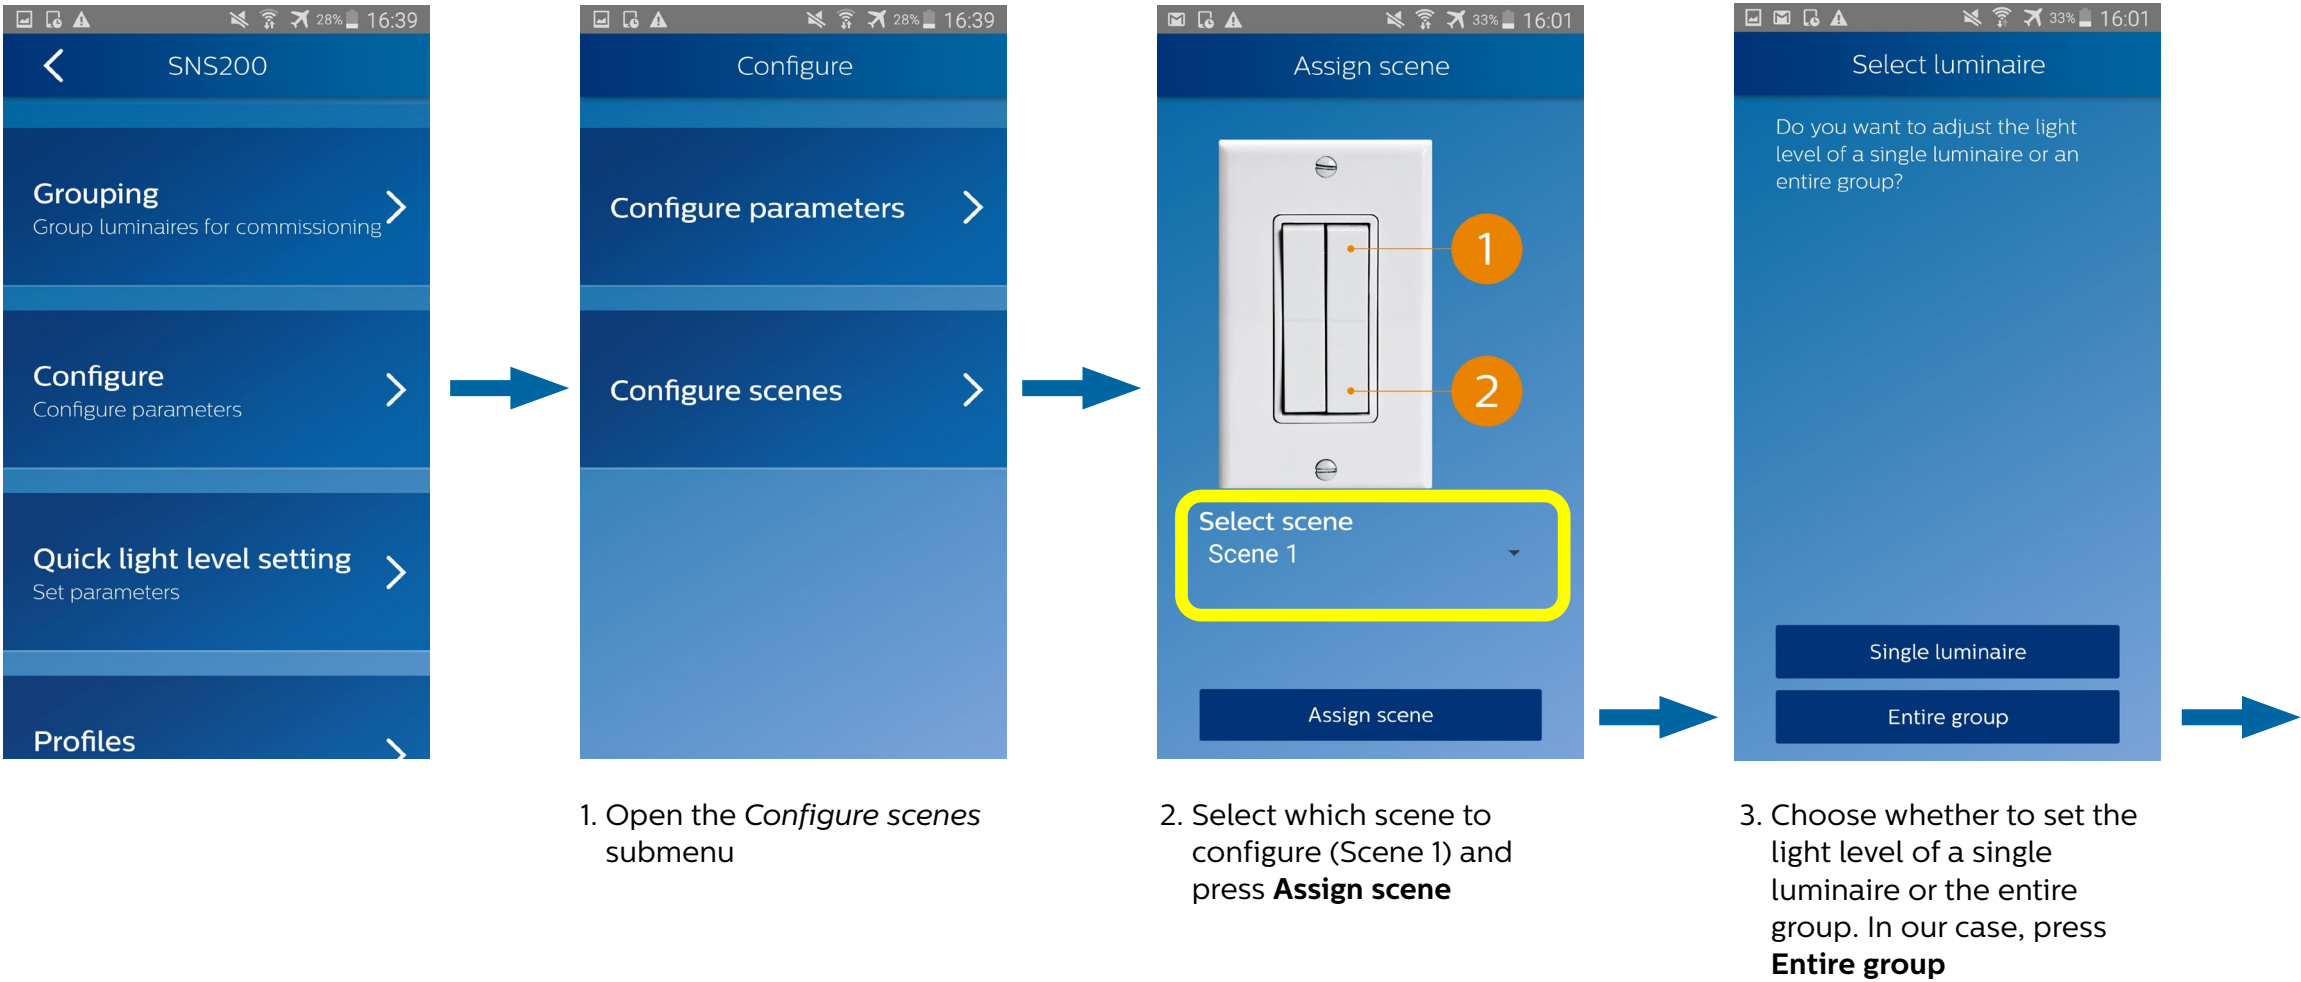 28% 16:39
SNS200
Grouping
Group luminaires for commissioning
Configure
Configure parameters
Quick light level setting
Set parameters
Profiles
28% 16:39
Configure
Configure parameters
Configure scenes
1. Open the Configure scenes
submenu
33% 16:01
Assign scene
1
2
Select scene
Scene 1
Assign scene
2. Select which scene to
configure (Scene 1) and
press Assign scene
33% 16:01
Select luminaire
Do you want to adjust the light
level of a single luminaire or an
entire group?
Single luminaire
Entire group
3. Choose whether to set the
light level of a single
luminaire or the entire
group. In our case, press
Entire group